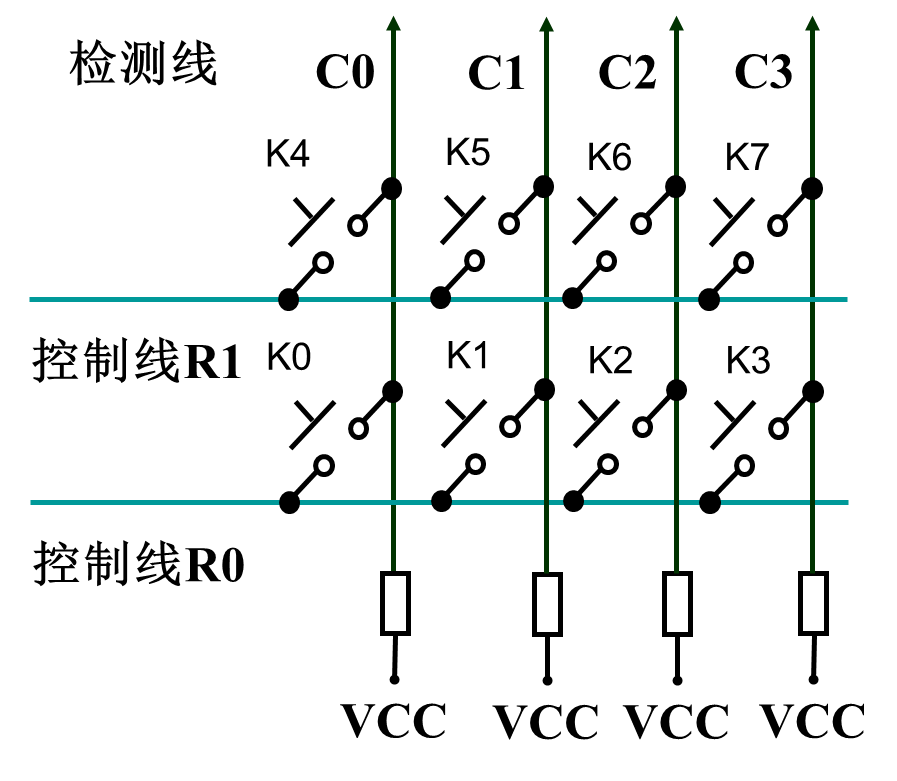 检测线 C0 C1 C2 C3
K4 K5 K6 K7
控制线R1 K0 K1 K2 K3
控制线R0
VCC VCC VCC VCC